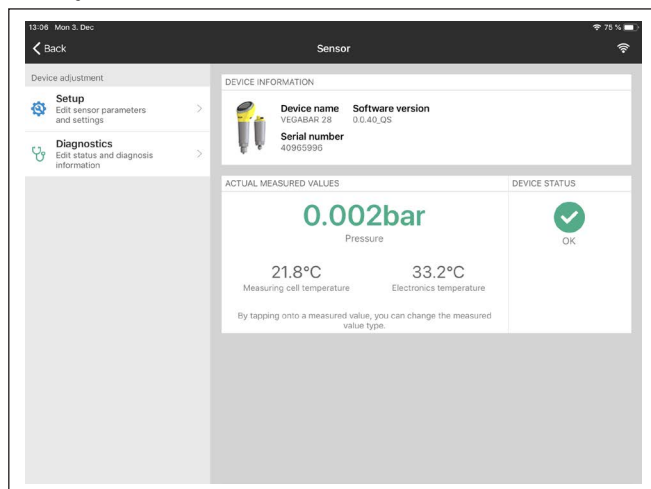 13:06 Mon 3. Dec
75 %
Back
Sensor
Device adjustment
Setup
Edit sensor parameters
and settings
Diagnostics
Edit status and diagnosis
information
DEVICE INFORMATION
Device name Software version
VEGABAR 28 0.0.40_QS
Serial number
40965996
ACTUAL MEASURED VALUES
DEVICE STATUS
0.002bar
Pressure
OK
21.8°C 33.2°C
Measuring cell temperature Electronics temperature
By tapping onto a measured value, you can change the measured
value type.